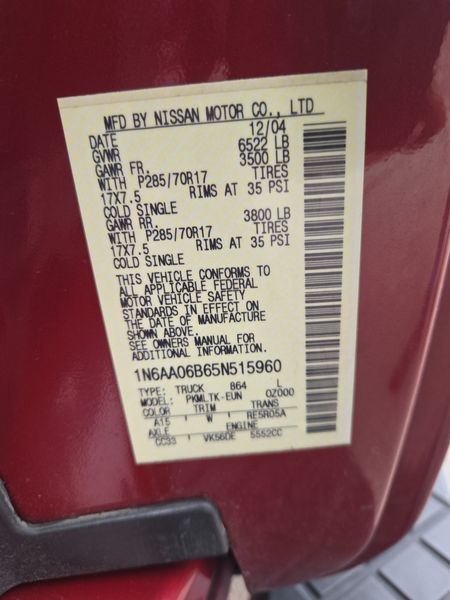 MFD BY NISSAN MOTOR CO., LTD
DATE 12/04
GVWR 6522 LB
GAWR FR. 3500 LB
WITH P285/70R17 TIRES
17X7.5 RIMS AT 35 PSI
COLD SINGLE
GAWR RR. 3800 LB
WITH P285/70R17 TIRES
17X7.5 RIMS AT 35 PSI
COLD SINGLE
THIS VEHICLE CONFORMS TO
ALL APPLICABLE FEDERAL
MOTOR VEHICLE SAFETY
STANDARDS IN EFFECT ON
THE DATE OF MANUFACTURE
SHOWN ABOVE.
SEE OWNERS MANUAL FOR
ADDITIONAL INFORMATION
1N6AA06B65N515960
TYPE: TRUCK 864 L
MODEL: PKMLTK-EUN 0Z000
COLOR TRIM TRANS
A15 W RE5R05A
AXLE ENGINE
CC33 VK56DE 5552CC